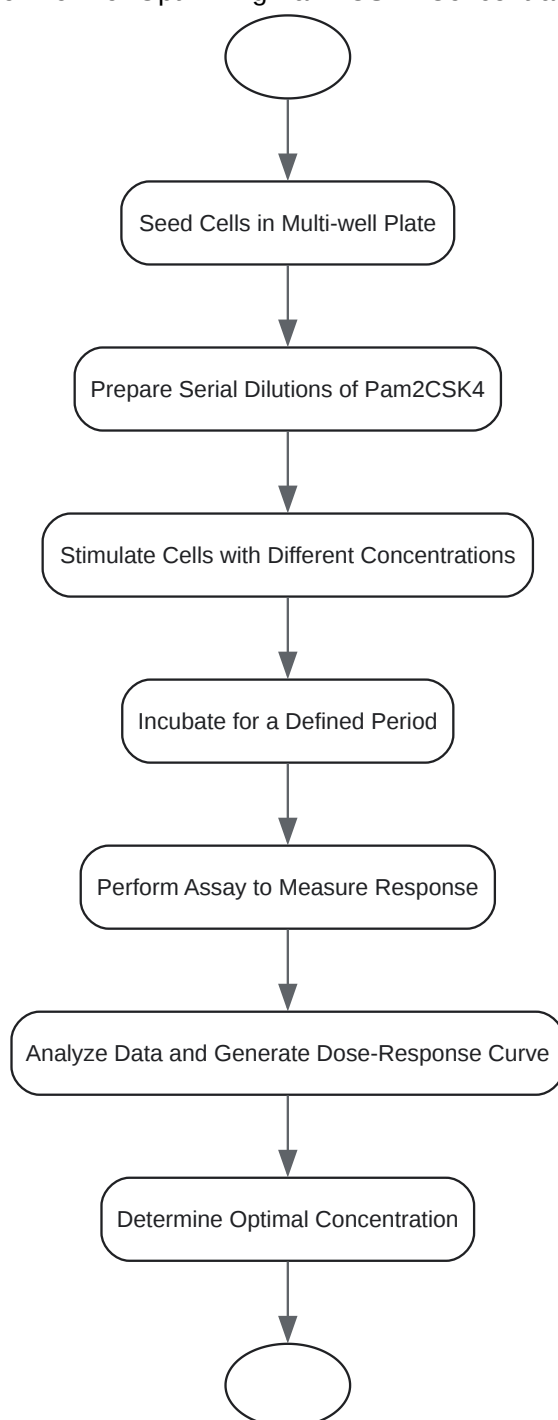 Seed Cells in Multi-well Plate
Prepare Serial Dilutions of Pam2CSK4
Stimulate Cells with Different Concentrations
Incubate for a Defined Period
Perform Assay to Measure Response
Analyze Data and Generate Dose-Response Curve
Determine Optimal Concentration